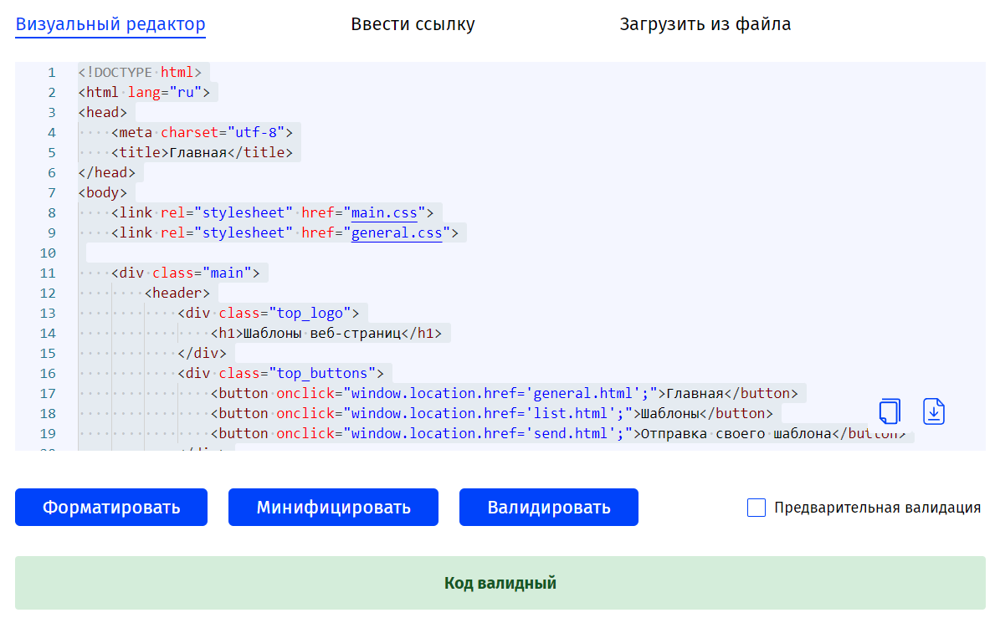 Визуальный редактор Ввести ссылку Загрузить из файла
1 <!DOCTYPE html>
2 <html lang="ru">
3 <head>
4 <meta charset="utf-8">
5 <title>Главная</title>
6 </head>
7 <body>
8 <link rel="stylesheet" href="main.css">
9 <link rel="stylesheet" href="general.css">
10
11 <div class="main">
12 <header>
13 <div class="top_logo">
14 <h1>Шаблоны веб-страниц</h1>
15 </div>
16 <div class="top_buttons">
17 <button onclick="window.location.href='general.html';">Главная</button>
18 <button onclick="window.location.href='list.html';">Шаблоны</button>
19 <button onclick="window.location.href='send.html';">Отправка своего шаблона</button>
Форматировать Минифицировать Валидировать Предварительная валидация
Код валидный